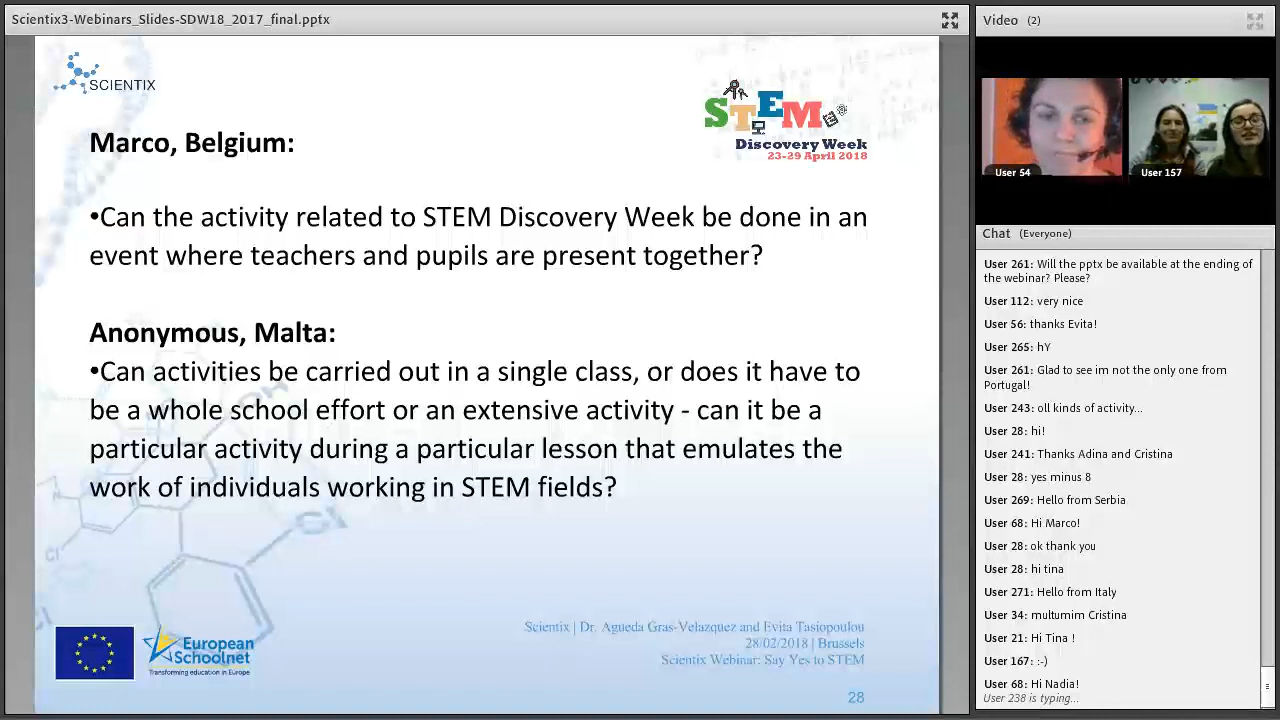 Scientix3-Webinars_Slides-SDW18_2017_final.pptx
SCIENTIX
STEM
Discovery Week
23-29 April 2018
Marco, Belgium:
•Can the activity related to STEM Discovery Week be done in an
event where teachers and pupils are present together?
Anonymous, Malta:
•Can activities be carried out in a single class, or does it have to
be a whole school effort or an extensive activity - can it be a
particular activity during a particular lesson that emulates the
work of individuals working in STEM fields?
Cl
European
Schoolnet
Transforming education in Europe
Scientix | Dr. Agueda Gras-Velazquez and Evita Tasiopoulou
28/02/2018 | Brussels
Scientix Webinar: Say Yes to STEM
28
Video (2)
User 54
User 157
Chat (Everyone)
User 261: Will the pptx be available at the ending of
the webinar? Please?
User 112: very nice
User 56: thanks Evita!
User 265: hY
User 261: Glad to see im not the only one from
Portugal!
User 243: oll kinds of activity...
User 28: hi!
User 241: Thanks Adina and Cristina
User 28: yes minus 8
User 269: Hello from Serbia
User 68: Hi Marco!
User 28: ok thank you
User 28: hi tina
User 271: Hello from Italy
User 34: multumim Cristina
User 21: Hi Tina !
User 167: :-)
User 68: Hi Nadia!
User 238 is typing...